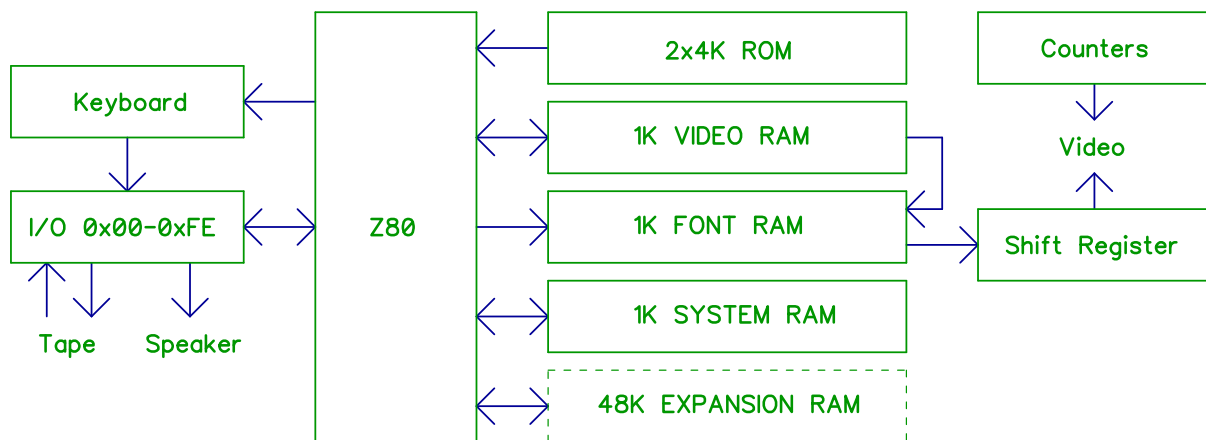 2x4K ROM
Counters
Keyboard
1K VIDEO RAM
Video
I/O 0x00-0xFE
Z80
1K FONT RAM
Shift Register
1K SYSTEM RAM
Tape
Speaker
48K EXPANSION RAM